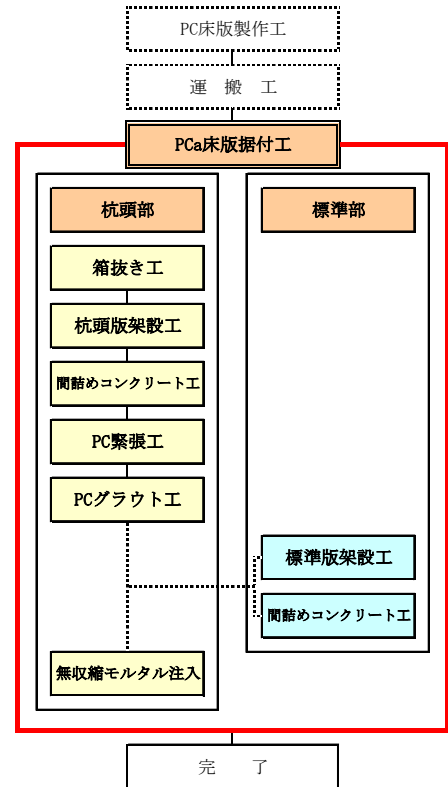 PC床版製作工
運　搬　工
PCa床版据付工
杭頭部
箱抜き工
杭頭版架設工
間詰めコンクリート工
PC緊張工
PCグラウト工
無収縮モルタル注入
標準部
標準版架設工
間詰めコンクリート工
完　　了